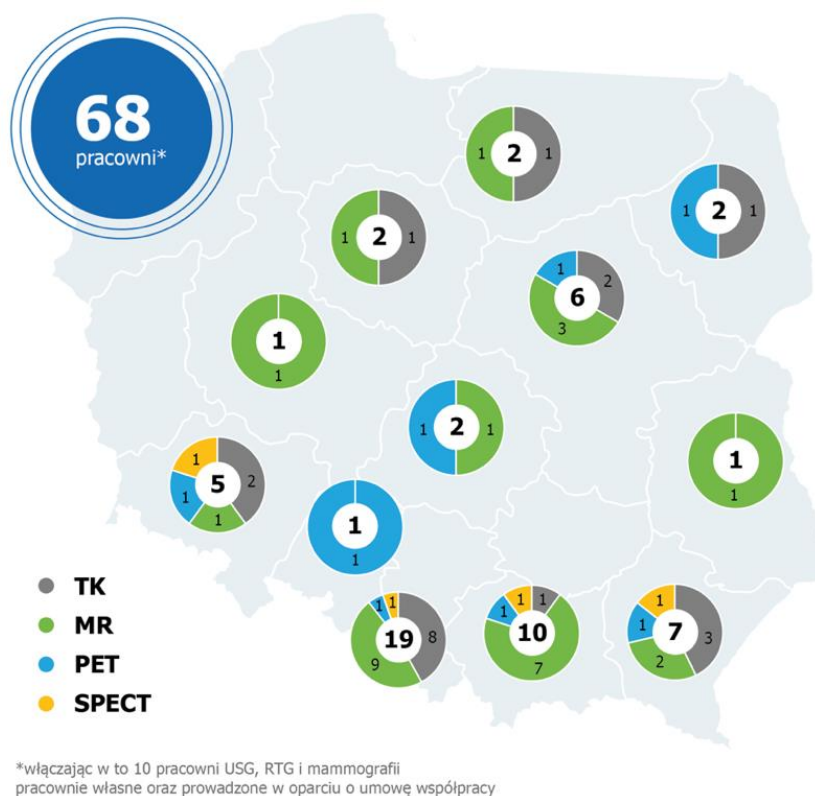 68
pracowni*
1 2 1
1 2 1
1 2 1
1 2
6
3
1
1
1 2 1
1
1
1
5 2
1
1
1
1
1
TK
MR
PET
SPECT
1 1
19 8
9
1 1
1 10
7
1
1 7 3
2
*włączając w to 10 pracowni USG, RTG i mammografii
pracownie własne oraz prowadzone w oparciu o umowę współpracy